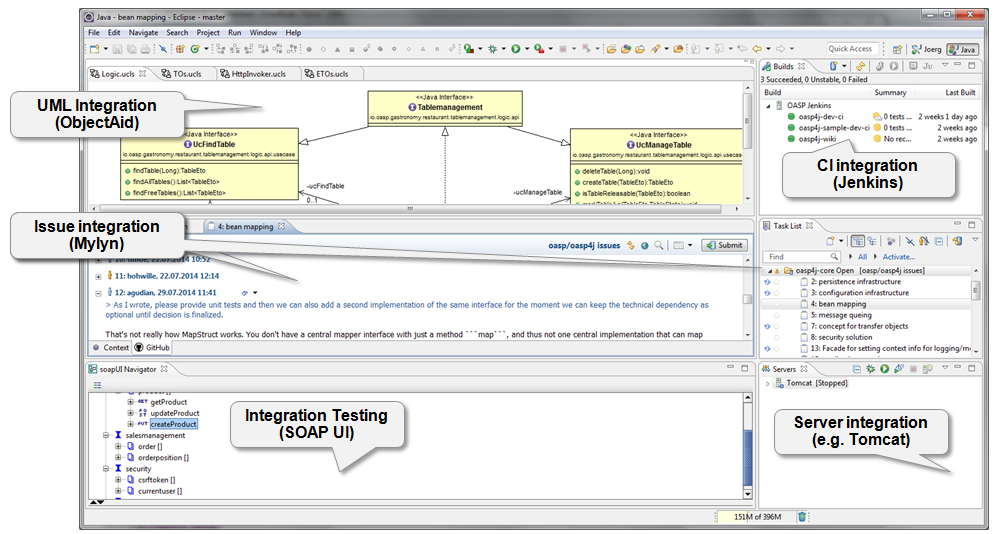 Java - bean mapping - Eclipse - master
File Edit Navigate Search Project Run Window Help
Quick Access
Joerg
Java
Logic.ucls
TOs.ucls
HttpInvoker.ucls
ETOs.ucls
UML Integration
(ObjectAid)
<<Java Interface>>
Tablemanagement
io.oasp.gastronomy.restaurant.tablemanagement.logic.api
<<Java Interface>>
UcFindTable
io.oasp.gastronomy.restaurant.tablemanagement.logic.api.usecase
findTable(Long):TableEto
findAllTables():List<TableEto>
findFreeTables():List<TableEto>
-ucFindTable
0..1
-ucManageTable
<<Java Interface>>
UcManageTable
io.oasp.gastronomy.restaurant.tablemanagement.logic.api.usecase
deleteTable(Long):void
createTable(TableEto):TableEto
isTableReleasable(TableEto):boolean
Builds
3 Succeeded, 0 Unstable, 0 Failed
Build Summary Last Built
OASP Jenkins
oasp4j-dev-ci 0 tests ... 2 weeks 1 day ago
oasp4j-sample-dev-ci 0 tests ... 2 weeks ago
oasp4j-wiki No rec... 2 weeks ago
CI integration
(Jenkins)
Issue integration
(Mylyn)
4: bean mapping
oasp/oasp4j issues
Submit
11: hohwille, 22.07.2014 12:14
12: agudian, 29.07.2014 11:41
> As I wrote, please provide unit tests and then we can also add a second implementation of the same interface for the moment we can keep the technical dependency as
optional until decision is finalized.
That's not really how MapStruct works. You don't have a central mapper interface with just a method ```map```, and thus not one central implementation that can map
Context
GitHub
Task List
Find
All
Activate...
oasp4j-core Open [oasp/oasp4j issues]
2: persistence infrastructure
3: configuration infrastructure
4: bean mapping
5: message queing
7: concept for transfer objects
8: security solution
13: Facade for setting context info for logging/m
soapUI Navigator
GET getProduct
updateProduct
PUT createProduct
salesmanagement
order []
orderposition []
security
csrftoken []
currentuser []
Integration Testing
(SOAP UI)
Servers
Tomcat [Stopped]
Server integration
(e.g. Tomcat)
151M of 396M